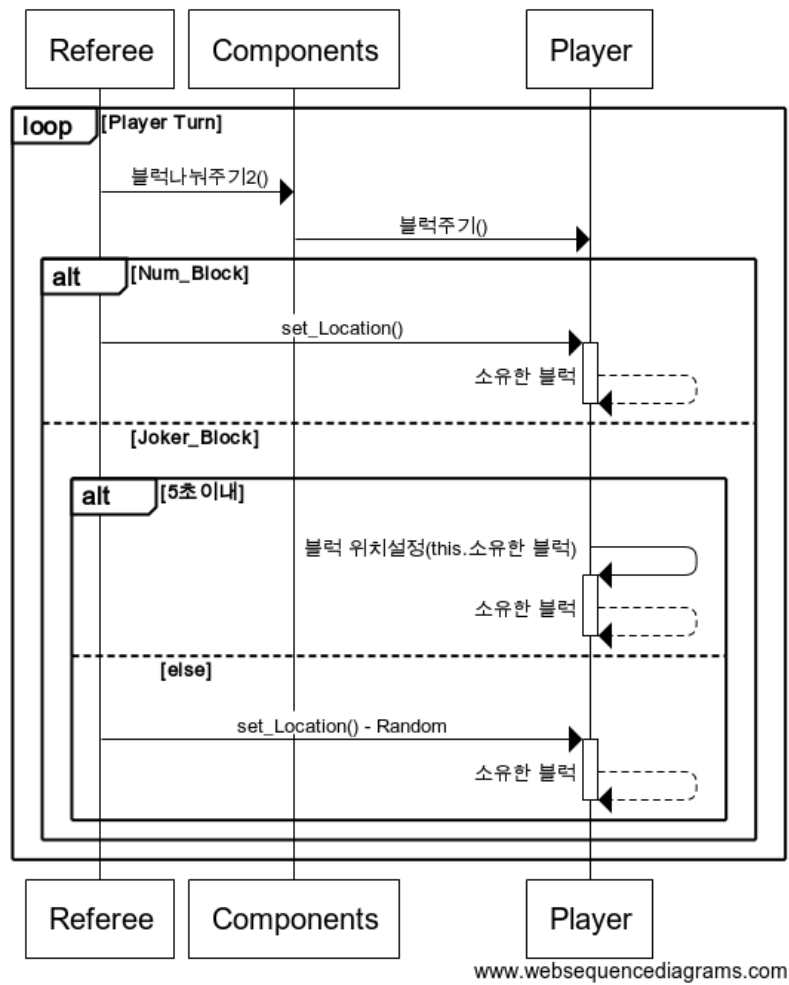 Referee
Components
Player
loop
[Player Turn]
블럭나눠주기2()
블럭주기()
alt
[Num_Block]
set_Location()
소유한 블럭
[Joker_Block]
alt
[5초이내]
블럭 위치설정(this.소유한 블럭)
소유한 블럭
[else]
set_Location() - Random
소유한 블럭
Referee
Components
Player
www.websequencediagrams.com